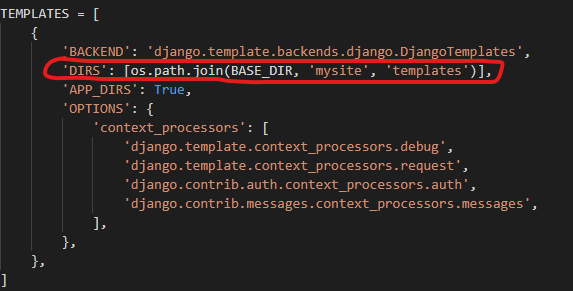 TEMPLATES = [
    {
        'BACKEND': 'django.template.backends.django.DjangoTemplates',
        'DIRS': [os.path.join(BASE_DIR, 'mysite', 'templates')],
        'APP_DIRS': True,
        'OPTIONS': {
            'context_processors': [
                'django.template.context_processors.debug',
                'django.template.context_processors.request',
                'django.contrib.auth.context_processors.auth',
                'django.contrib.messages.context_processors.messages',
            ],
        },
    },
]